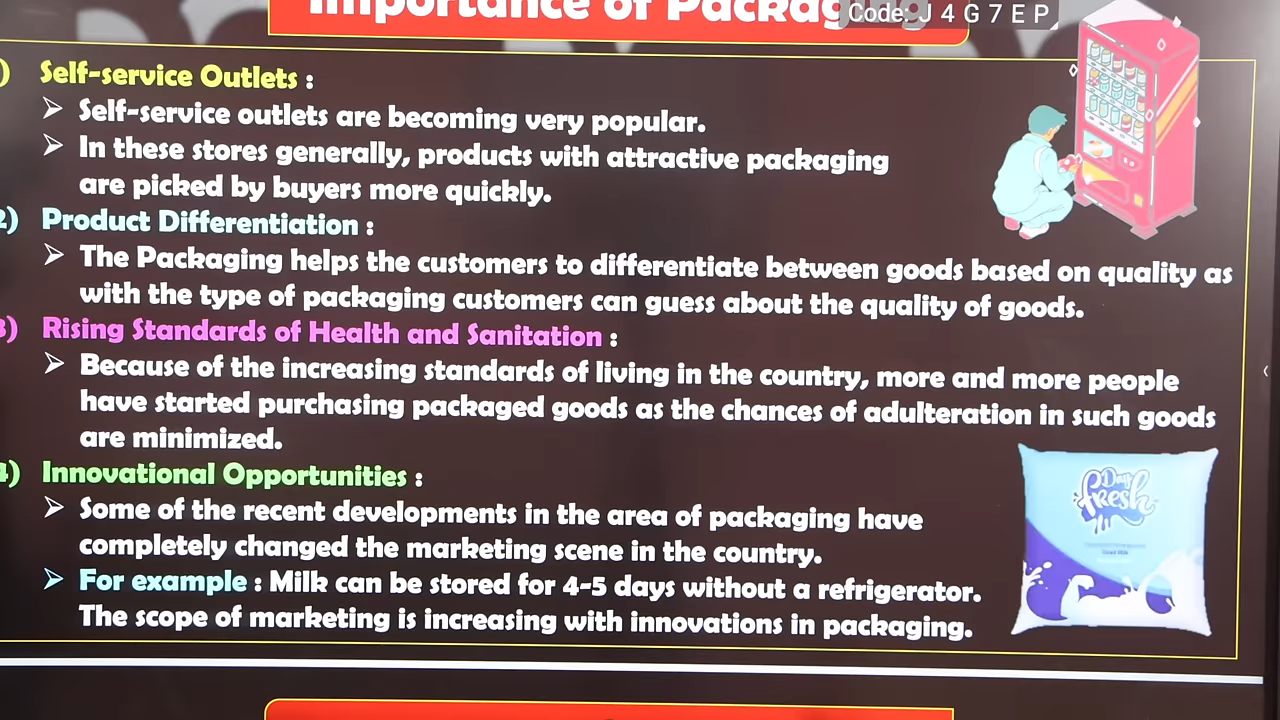 Importance of Packaging
Code: J 4 G 7 E P
) Self-service Outlets :
➤ Self-service outlets are becoming very popular.
➤ In these stores generally, products with attractive packaging
are picked by buyers more quickly.
2) Product Differentiation :
➤ The Packaging helps the customers to differentiate between goods based on quality as
with the type of packaging customers can guess about the quality of goods.
3) Rising Standards of Health and Sanitation :
➤ Because of the increasing standards of living in the country, more and more people
have started purchasing packaged goods as the chances of adulteration in such goods
are minimized.
4) Innovational Opportunities :
➤ Some of the recent developments in the area of packaging have
completely changed the marketing scene in the country.
➤ For example : Milk can be stored for 4-5 days without a refrigerator.
The scope of marketing is increasing with innovations in packaging.
Day
fresh